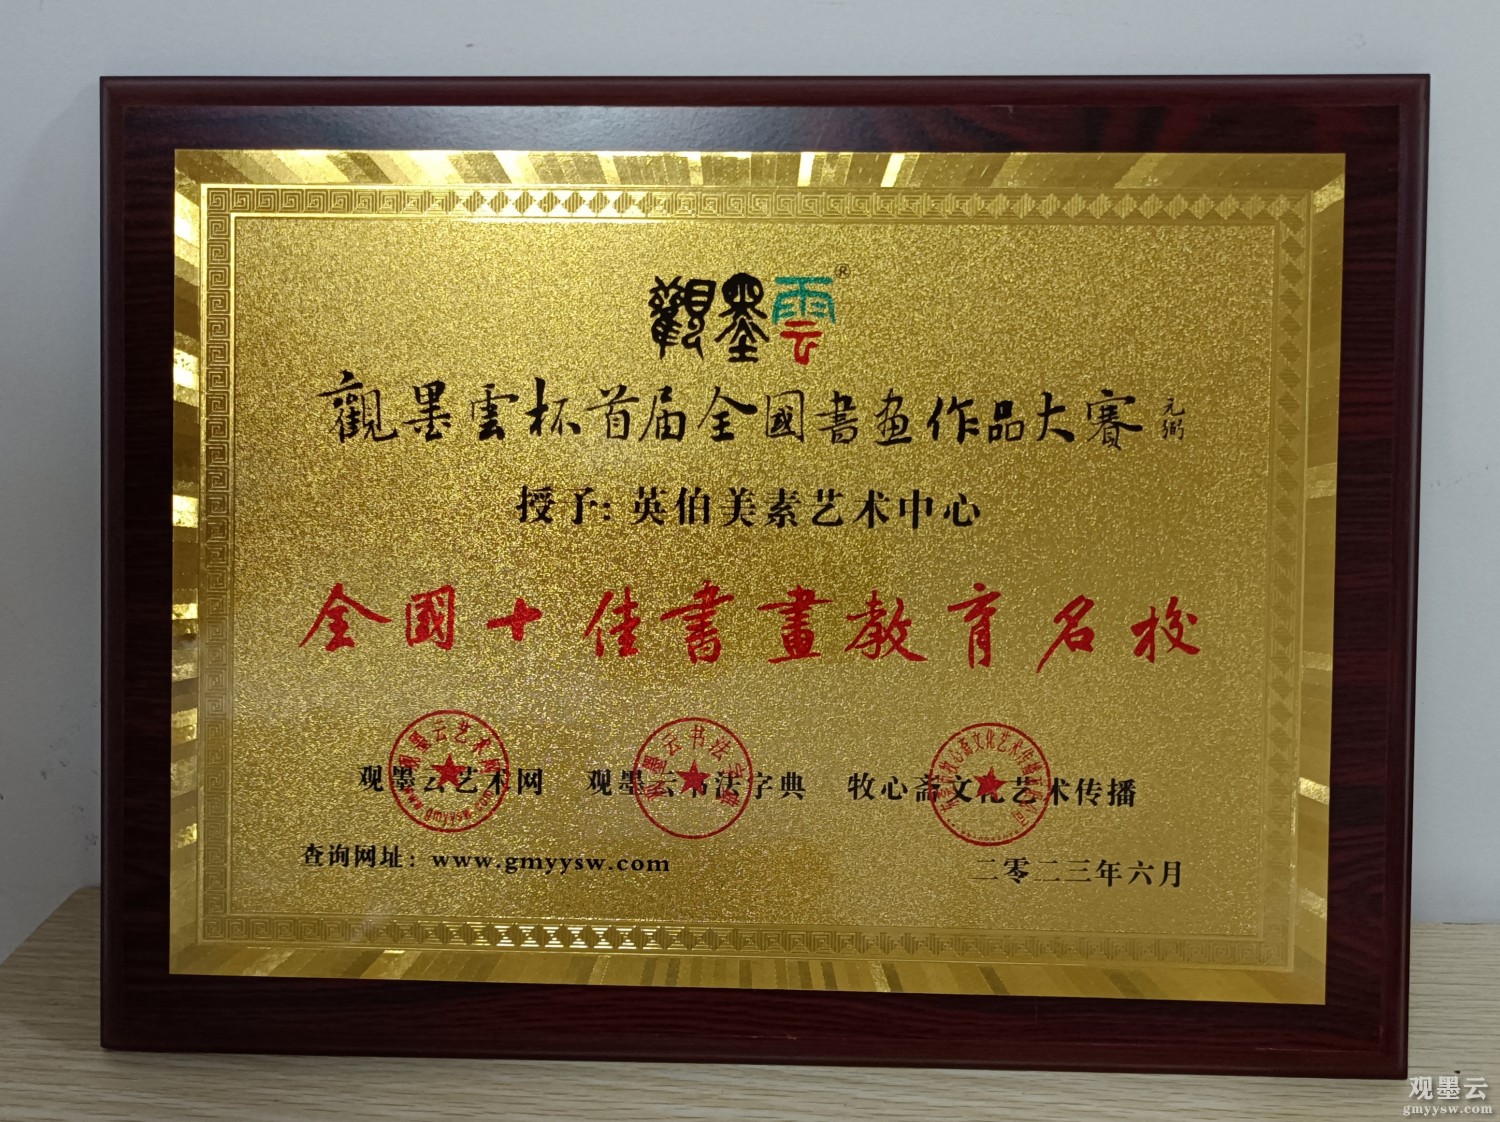 觀墨雲®
觀墨雲杯首届全國書画作品大賽 元弼
授予: 英伯美素艺术中心
全國十佳書畫教育名校
观墨云艺术网 观墨云书法字典 牧心斋文化艺术传播
查询网址: www.gmyysw.com 二零二三年六月
观墨云
gmyysw.com